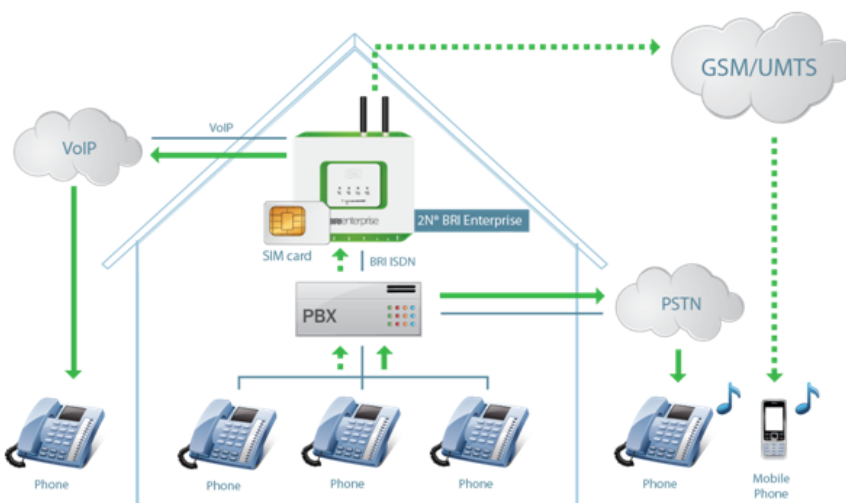 GSM/UMTS
VoIP
VoIP
enterprise
2N® BRI Enterprise
SIM card
BRI ISDN
PBX
PSTN
Phone
Phone
Phone
Phone
Phone
Mobile
Phone